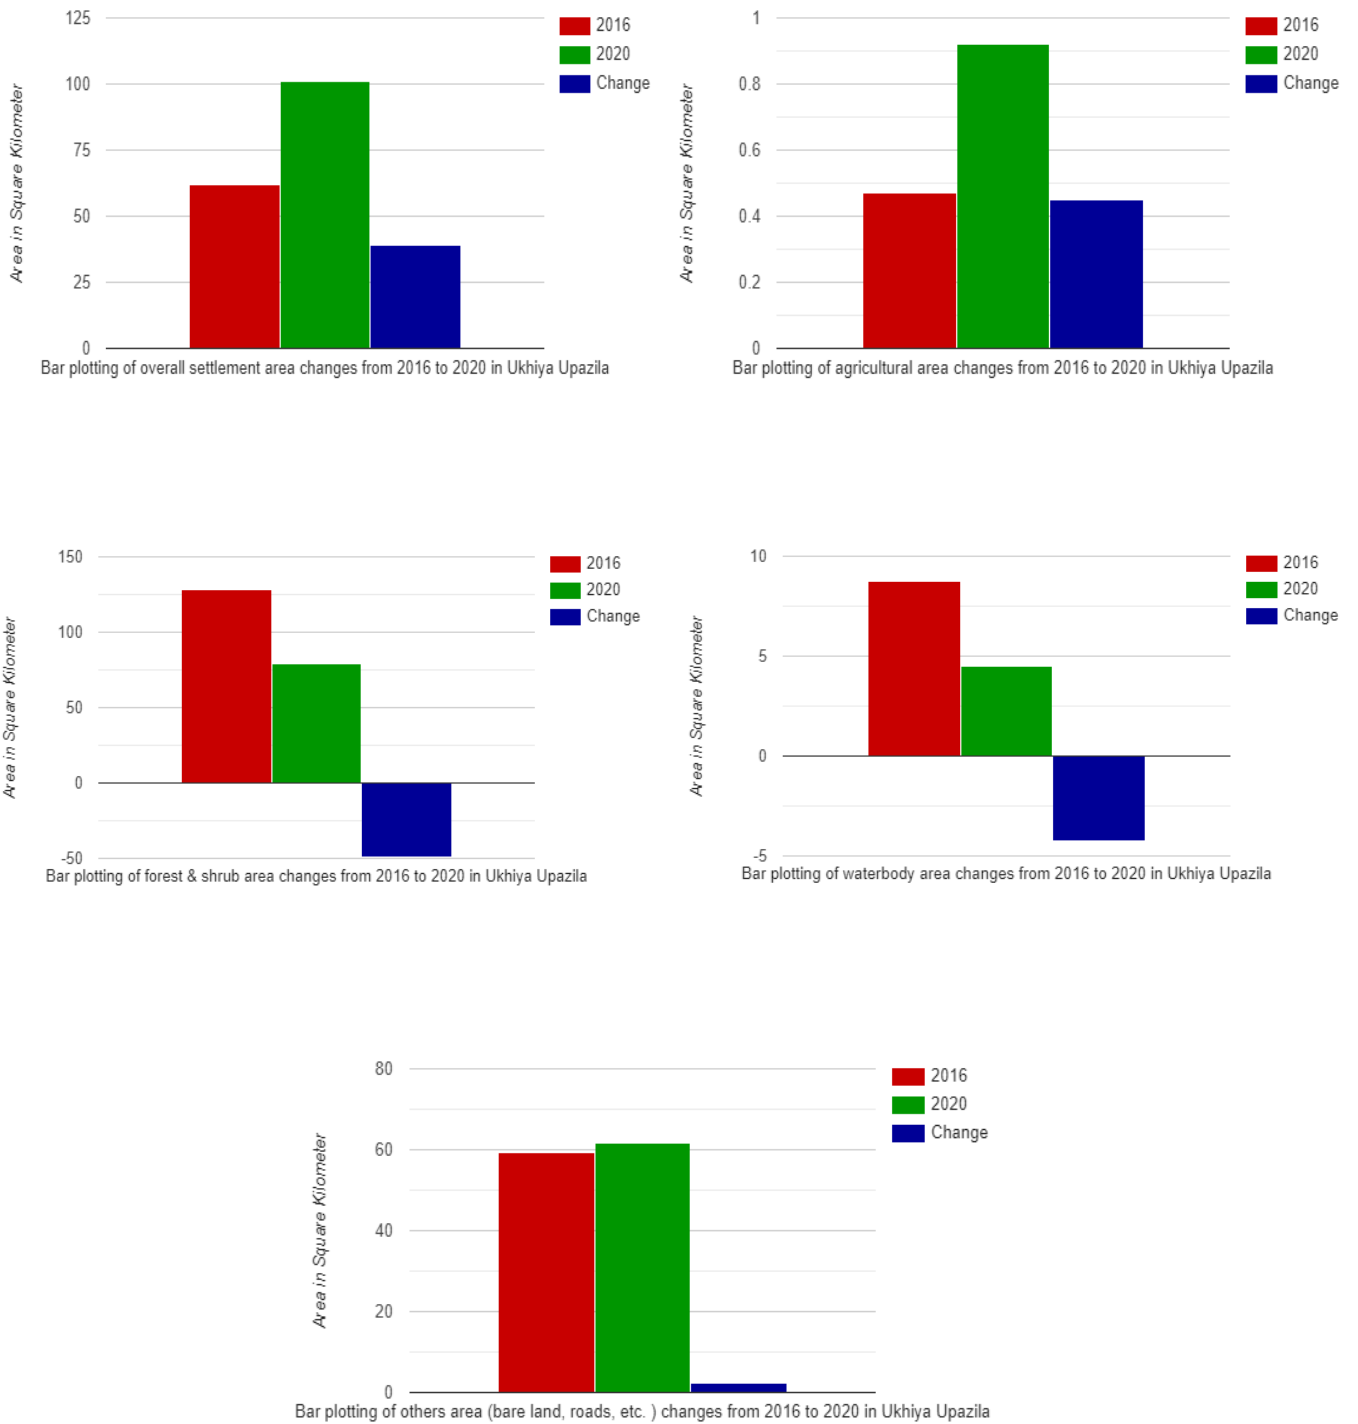 125
100
75
50
25
0
Area in Square Kilometer
2016
2020
Change
Bar plotting of overall settlement area changes from 2016 to 2020 in Ukhiya Upazila
1
0.8
0.6
0.4
0.2
0
Area in Square Kilometer
2016
2020
Change
Bar plotting of agricultural area changes from 2016 to 2020 in Ukhiya Upazila
150
100
50
0
-50
Area in Square Kilometer
2016
2020
Change
Bar plotting of forest & shrub area changes from 2016 to 2020 in Ukhiya Upazila
10
5
0
-5
Area in Square Kilometer
2016
2020
Change
Bar plotting of waterbody area changes from 2016 to 2020 in Ukhiya Upazila
80
60
40
20
0
Area in Square Kilometer
2016
2020
Change
Bar plotting of others area (bare land, roads, etc. ) changes from 2016 to 2020 in Ukhiya Upazila